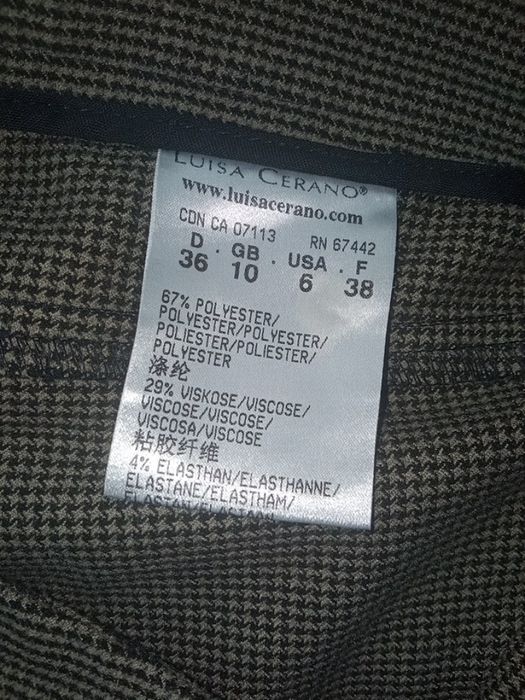 LUISA CERANO®
www.luisacerano.com
CDN CA 07113 RN 67442
D · GB · USA · F
36 10 6 38
67% POLYESTER/
POLYESTER/POLYESTER/
POLIESTER/POLIESTER/
POLYESTER
涤纶
29% VISKOSE/VISCOSE/
VISCOSE/VISCOSE/
VISCOSA/VISCOSE
粘胶纤维
4% ELASTHAN/ELASTHANNE/
ELASTANE/ELASTHAM/